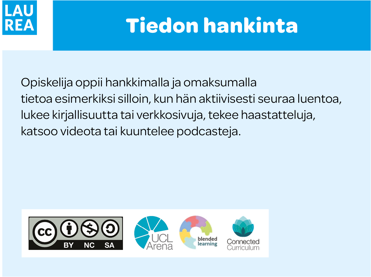 LAU
REA
Tiedon hankinta
Opiskelija oppii hankkimalla ja omaksumalla
tietoa esimerkiksi silloin, kun hän aktiivisesti seuraa luentoa,
lukee kirjallisuutta tai verkkosivuja, tekee haastatteluja,
katsoo videota tai kuuntelee podcasteja.
cc
BY NC SA
UCL
Arena
blended
learning
Connected
Curriculum